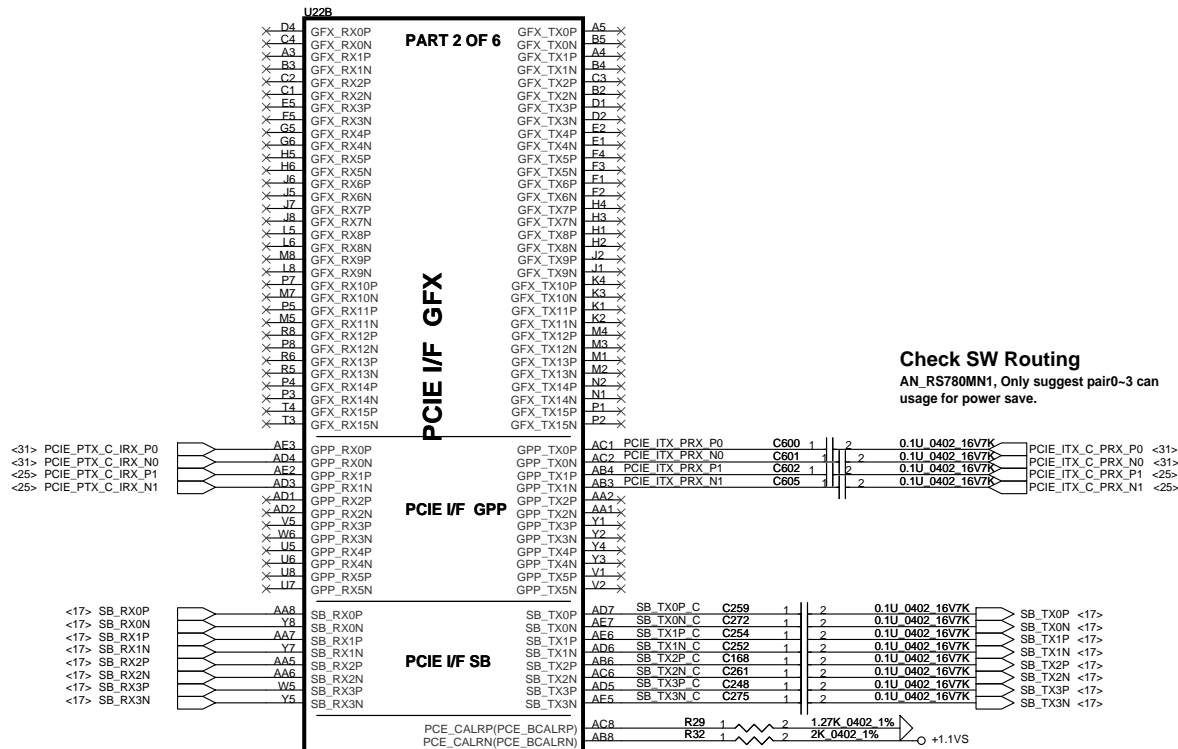 U22B
PART 2 OF 6
D4 GFX_RX0P GFX_TX0P A5
C4 GFX_RX0N GFX_TX0N B5
A3 GFX_RX1P GFX_TX1P A4
B3 GFX_RX1N GFX_TX1N B4
C2 GFX_RX2P GFX_TX2P C3
C1 GFX_RX2N GFX_TX2N B2
E5 GFX_RX3P GFX_TX3P D1
F5 GFX_RX3N GFX_TX3N D2
G5 GFX_RX4P GFX_TX4P E2
G6 GFX_RX4N GFX_TX4N E1
H5 GFX_RX5P GFX_TX5P F4
H6 GFX_RX5N GFX_TX5N F3
J6 GFX_RX6P GFX_TX6P F1
J5 GFX_RX6N GFX_TX6N F2
J7 GFX_RX7P GFX_TX7P H4
J8 GFX_RX7N GFX_TX7N H3
L5 GFX_RX8P GFX_TX8P H1
L6 GFX_RX8N GFX_TX8N H2
M8 GFX_RX9P GFX_TX9P J2
L8 GFX_RX9N GFX_TX9N J1
P7 GFX_RX10P GFX_TX10P K4
M7 GFX_RX10N GFX_TX10N K3
P5 GFX_RX11P GFX_TX11P K1
M5 GFX_RX11N GFX_TX11N K2
R8 GFX_RX12P GFX_TX12P M4
P8 GFX_RX12N GFX_TX12N M3
R6 GFX_RX13P GFX_TX13P M1
R5 GFX_RX13N GFX_TX13N M2
P4 GFX_RX14P GFX_TX14P N2
P3 GFX_RX14N GFX_TX14N N1
T4 GFX_RX15P GFX_TX15P P1
T3 GFX_RX15N GFX_TX15N P2
PCIE I/F GFX
Check SW Routing
AN_RS780MN1, Only suggest pair0~3 can
usage for power save.
<31> PCIE_PTX_C_IRX_P0 AE3 GPP_RX0P GPP_TX0P AC1 PCIE_ITX_PRX_P0 C600 1 2 0.1U_0402_16V7K PCIE_ITX_C_PRX_P0 <31>
<31> PCIE_PTX_C_IRX_N0 AD4 GPP_RX0N GPP_TX0N AC2 PCIE_ITX_PRX_N0 C601 1 2 0.1U_0402_16V7K PCIE_ITX_C_PRX_N0 <31>
<25> PCIE_PTX_C_IRX_P1 AE2 GPP_RX1P GPP_TX1P AB4 PCIE_ITX_PRX_P1 C602 1 2 0.1U_0402_16V7K PCIE_ITX_C_PRX_P1 <25>
<25> PCIE_PTX_C_IRX_N1 AD3 GPP_RX1N GPP_TX1N AB3 PCIE_ITX_PRX_N1 C605 1 2 0.1U_0402_16V7K PCIE_ITX_C_PRX_N1 <25>
AD1 GPP_RX2P GPP_TX2P AA2
AD2 GPP_RX2N GPP_TX2N AA1
V5 GPP_RX3P GPP_TX3P Y1
W6 GPP_RX3N GPP_TX3N Y2
U5 GPP_RX4P GPP_TX4P Y4
U6 GPP_RX4N GPP_TX4N Y3
U8 GPP_RX5P GPP_TX5P V1
U7 GPP_RX5N GPP_TX5N V2
PCIE I/F GPP
<17> SB_RX0P AA8 SB_RX0P SB_TX0P AD7 SB_TX0P_C C259 1 2 0.1U_0402_16V7K SB_TX0P <17>
<17> SB_RX0N Y8 SB_RX0N SB_TX0N AE7 SB_TX0N_C C272 1 2 0.1U_0402_16V7K SB_TX0N <17>
<17> SB_RX1P AA7 SB_RX1P SB_TX1P AE6 SB_TX1P_C C254 1 2 0.1U_0402_16V7K SB_TX1P <17>
<17> SB_RX1N Y7 SB_RX1N SB_TX1N AD6 SB_TX1N_C C252 1 2 0.1U_0402_16V7K SB_TX1N <17>
<17> SB_RX2P AA5 SB_RX2P SB_TX2P AB6 SB_TX2P_C C168 1 2 0.1U_0402_16V7K SB_TX2P <17>
<17> SB_RX2N AA6 SB_RX2N SB_TX2N AC6 SB_TX2N_C C261 1 2 0.1U_0402_16V7K SB_TX2N <17>
<17> SB_RX3P W5 SB_RX3P SB_TX3P AD5 SB_TX3P_C C248 1 2 0.1U_0402_16V7K SB_TX3P <17>
<17> SB_RX3N Y5 SB_RX3N SB_TX3N AE5 SB_TX3N_C C275 1 2 0.1U_0402_16V7K SB_TX3N <17>
PCIE I/F SB
PCE_CALRP(PCE_BCALRP) AC8 R29 1 2 1.27K_0402_1%
PCE_CALRN(PCE_BCALRN) AB8 R32 1 2 2K_0402_1% +1.1VS